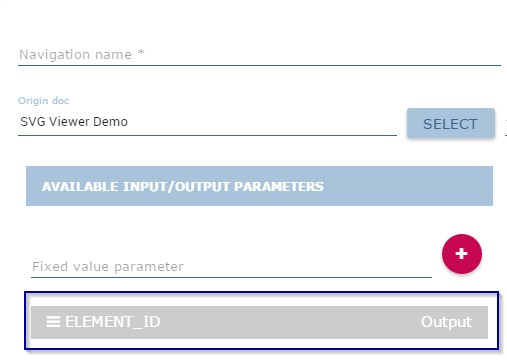 Navigation name *
Origin doc
SVG Viewer Demo
SELECT
AVAILABLE INPUT/OUTPUT PARAMETERS
Fixed value parameter
+
ELEMENT_ID Output